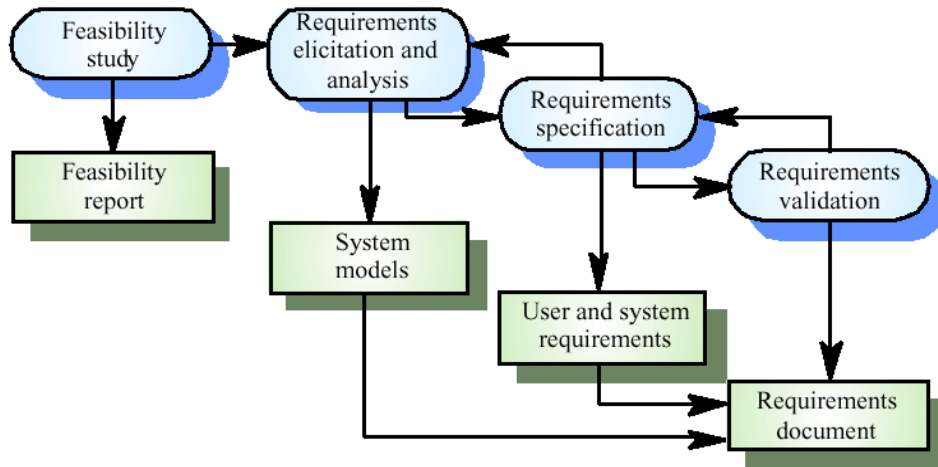 Feasibility
study
Requirements
elicitation and
analysis
Requirements
specification
Requirements
validation
Feasibility
report
System
models
User and system
requirements
Requirements
document